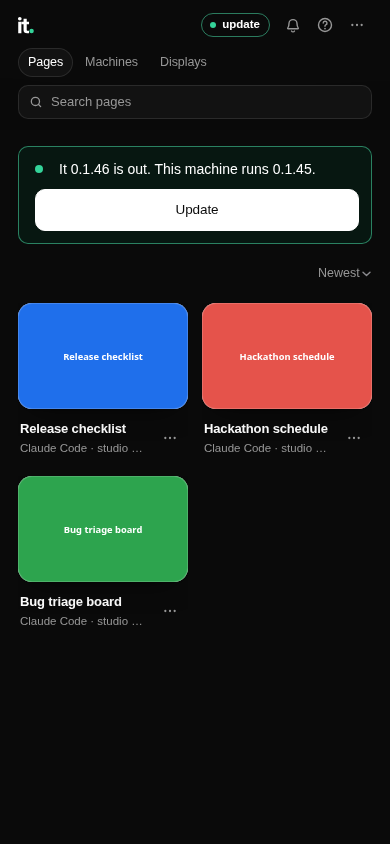 it.
update
Pages
Machines
Displays
Search pages
It 0.1.46 is out. This machine runs 0.1.45.
Update
Newest
Release checklist
Hackathon schedule
Release checklist
Claude Code · studio ...
Hackathon schedule
Claude Code · studio ...
Bug triage board
Bug triage board
Claude Code · studio ...